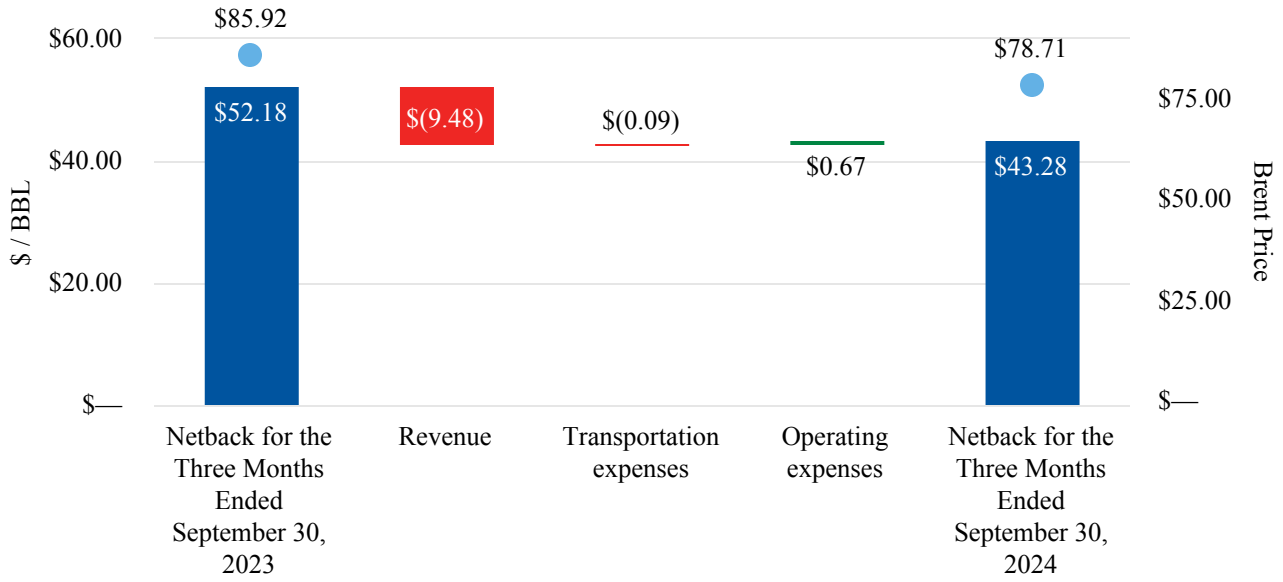 $85.92
$60.00
$78.71
$52.18
$(9.48)
$(0.09)
$75.00
$40.00
$0.67
$43.28
$ / BBL
$50.00
Brent Price
$20.00
$25.00
$—
$—
Netback for the
Three Months
Ended
September 30,
2023
Revenue
Transportation
expenses
Operating
expenses
Netback for the
Three Months
Ended
September 30,
2024